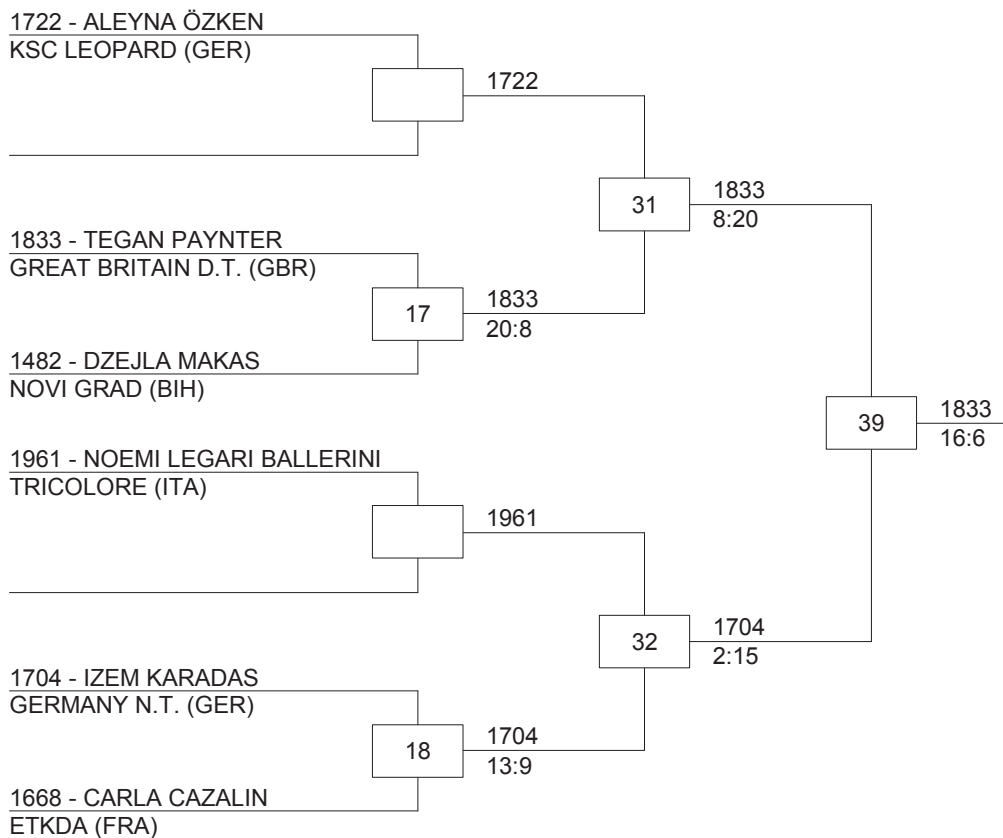 1722 - ALEYNA ÖZKEN
KSC LEOPARD (GER)
1722
31
1833
8:20
1833 - TEGAN PAYNTER
GREAT BRITAIN D.T. (GBR)
17
1833
20:8
1482 - DZEJLA MAKAS
NOVI GRAD (BIH)
39
1833
16:6
1961 - NOEMI LEGARI BALLERINI
TRICOLORE (ITA)
1961
32
1704
2:15
1704 - IZEM KARADAS
GERMANY N.T. (GER)
18
1704
13:9
1668 - CARLA CAZALIN
ETKDA (FRA)